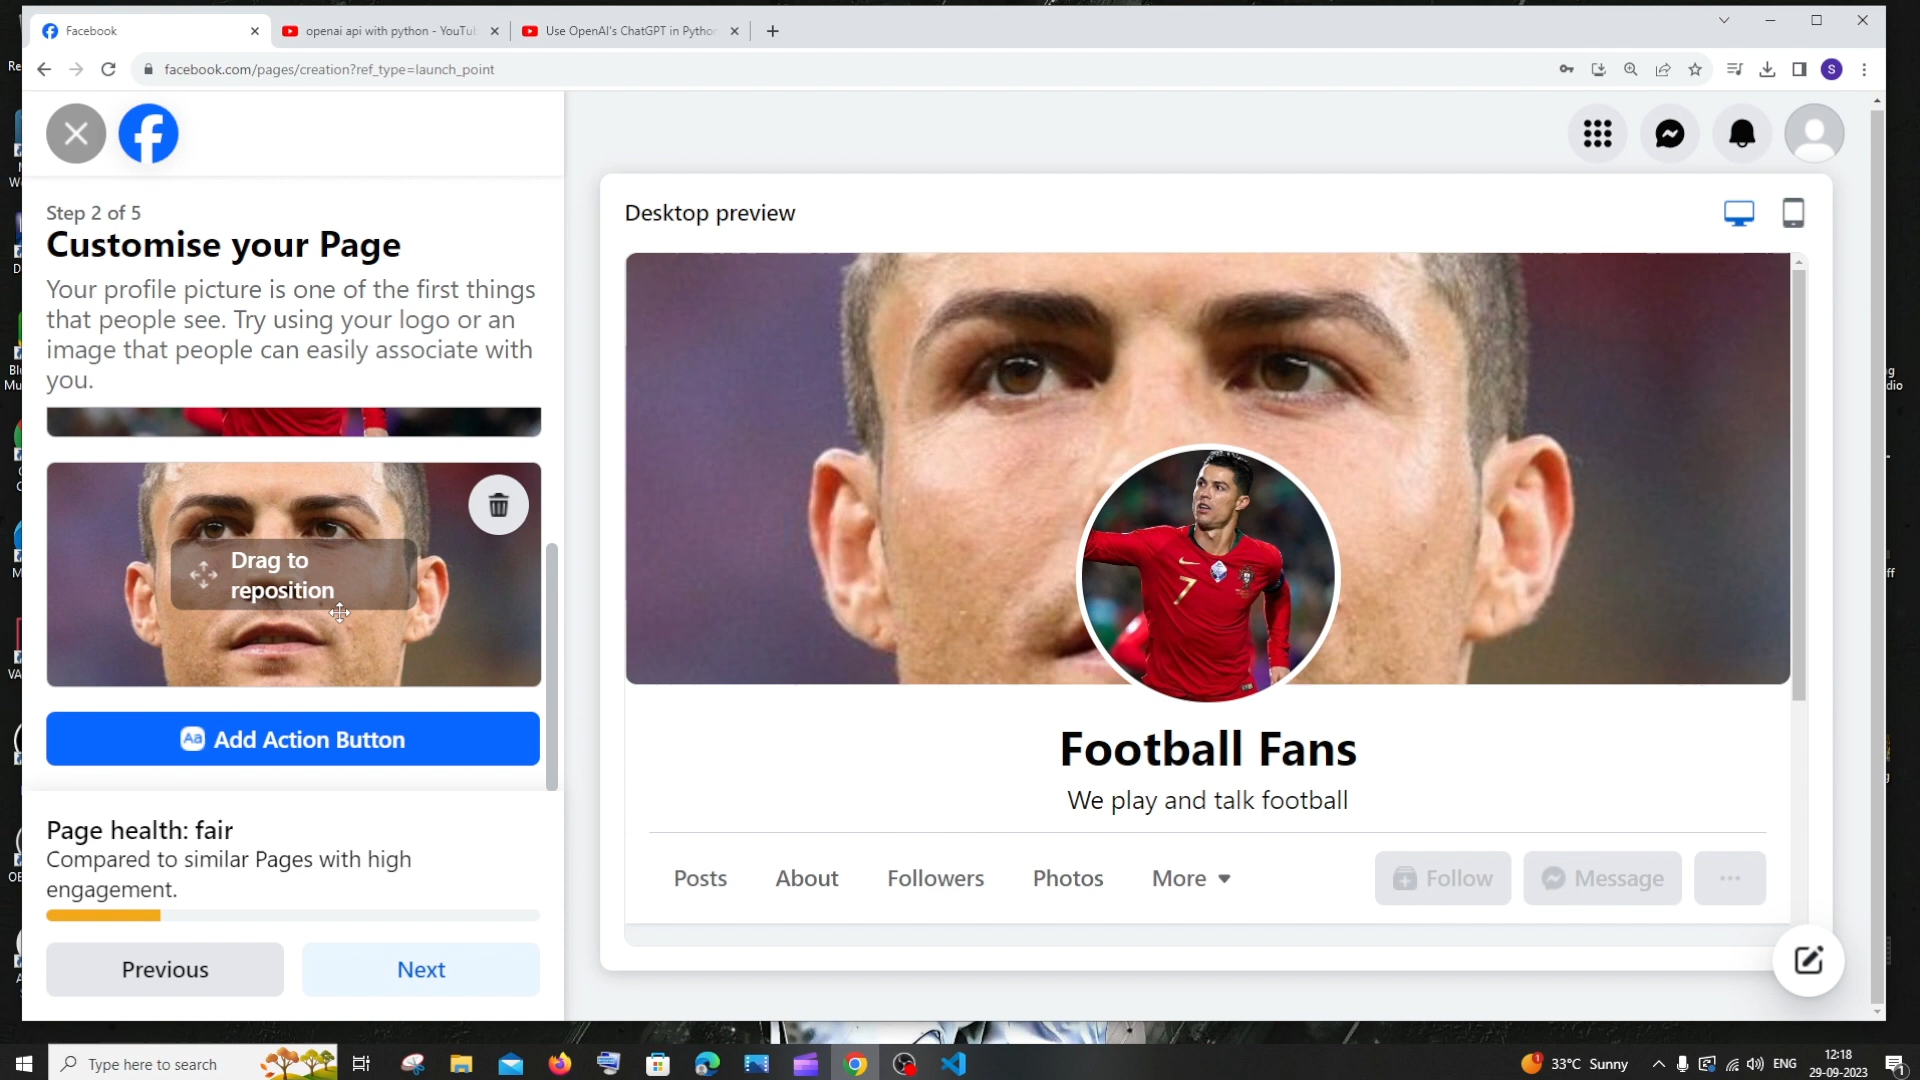 Facebook
openai api with python - YouTu
Use OpenAI's ChatGPT in Pytho
facebook.com/pages/creation?ref_type=launch_point
S
Step 2 of 5
Customise your Page
Your profile picture is one of the first things
that people see. Try using your logo or an
image that people can easily associate with
you.
Drag to
reposition
Aa Add Action Button
Page health: fair
Compared to similar Pages with high
engagement.
Previous
Next
Desktop preview
7
Football Fans
We play and talk football
Posts
About
Followers
Photos
More
Follow
Message
Type here to search
1
33°C Sunny
ENG
12:18
29-09-2023
1